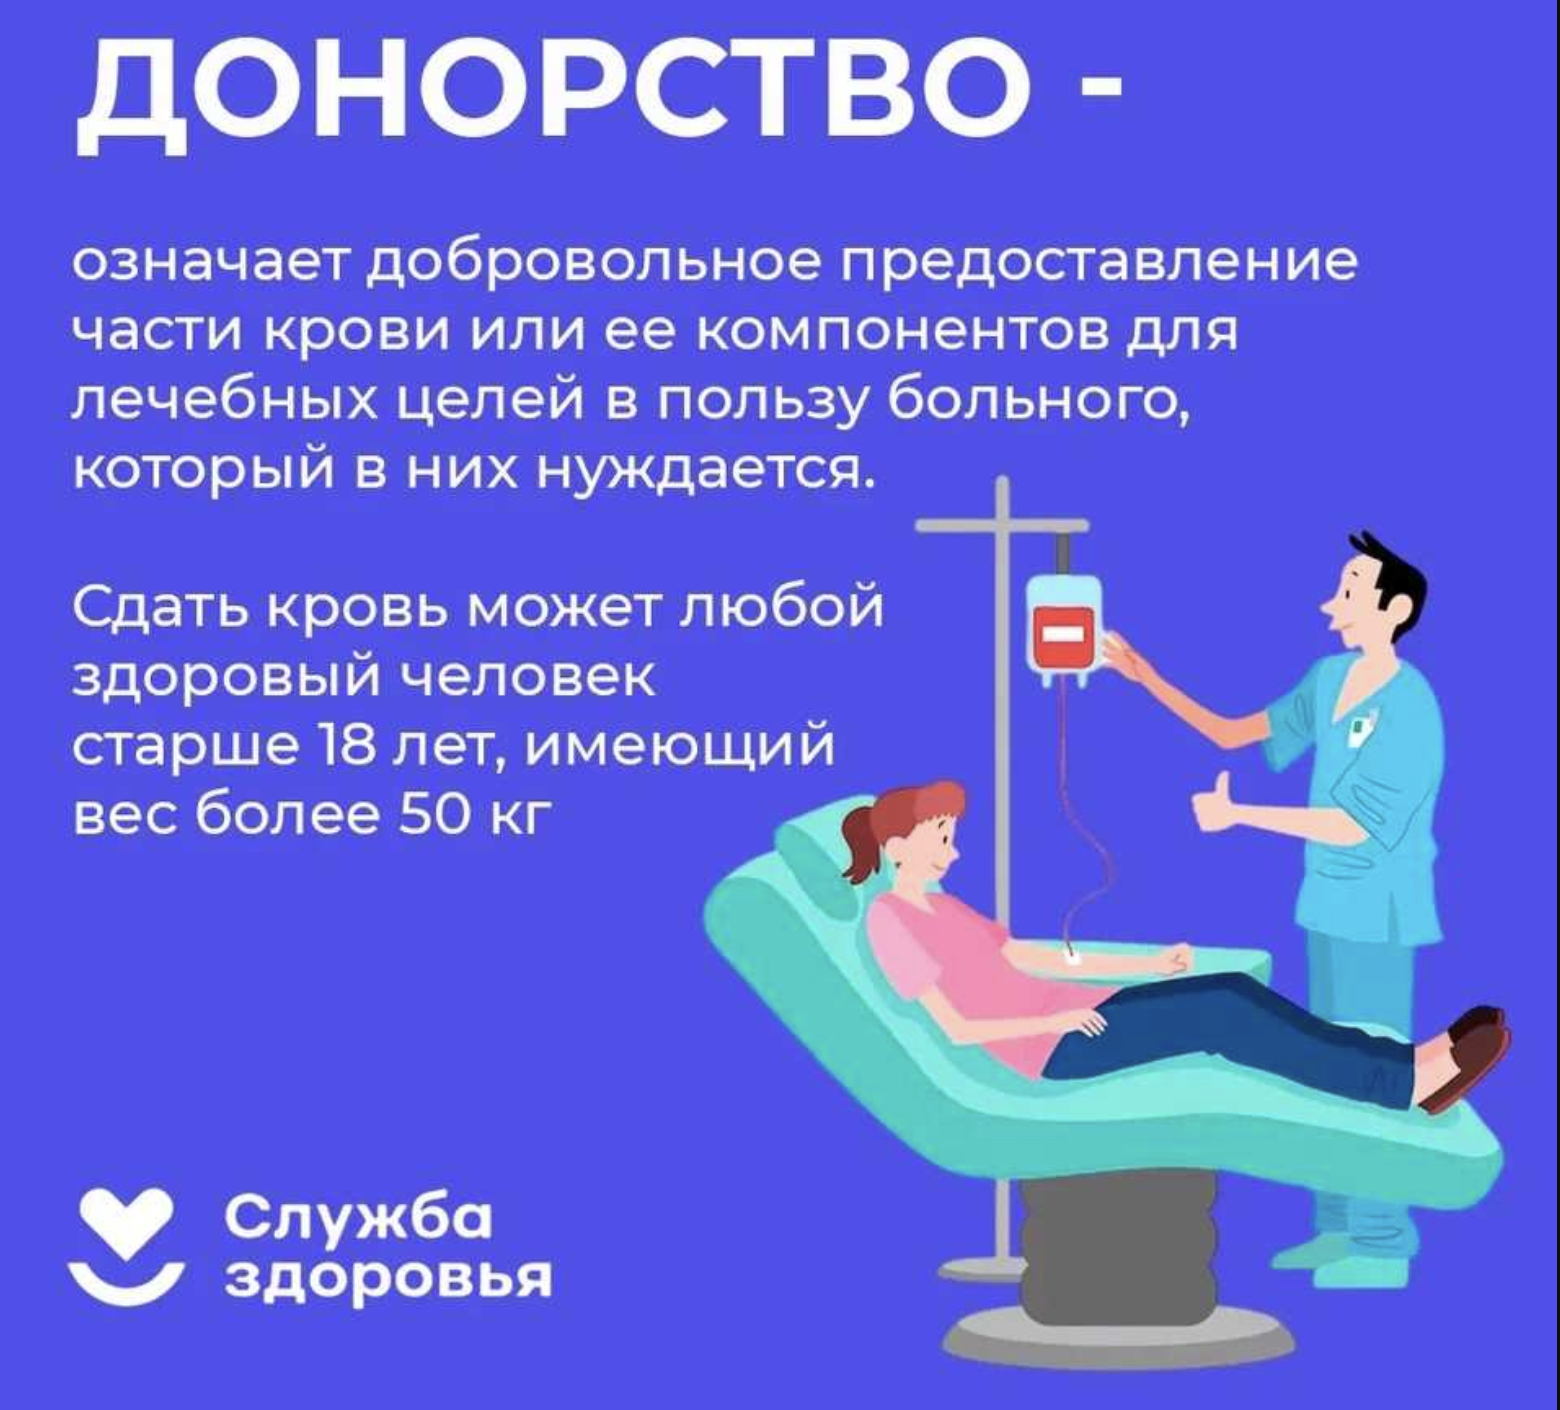 ДОНОРСТВО -
означает добровольное предоставление
части крови или ее компонентов для
лечебных целей в пользу больного,
который в них нуждается.
Сдать кровь может любой
здоровый человек
старше 18 лет, имеющий
вес более 50 кг
Служба
здоровья